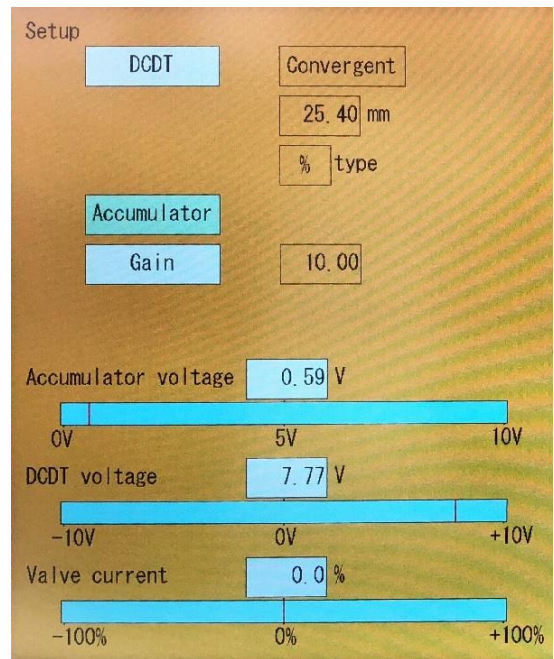 Setup
DCDT Convergent
25.40 mm
% type
Accumulator
Gain 10.00
Accumulator voltage 0.59 V
0V 5V 10V
DCDT voltage 7.77 V
-10V 0V +10V
Valve current 0.0 %
-100% 0% +100%